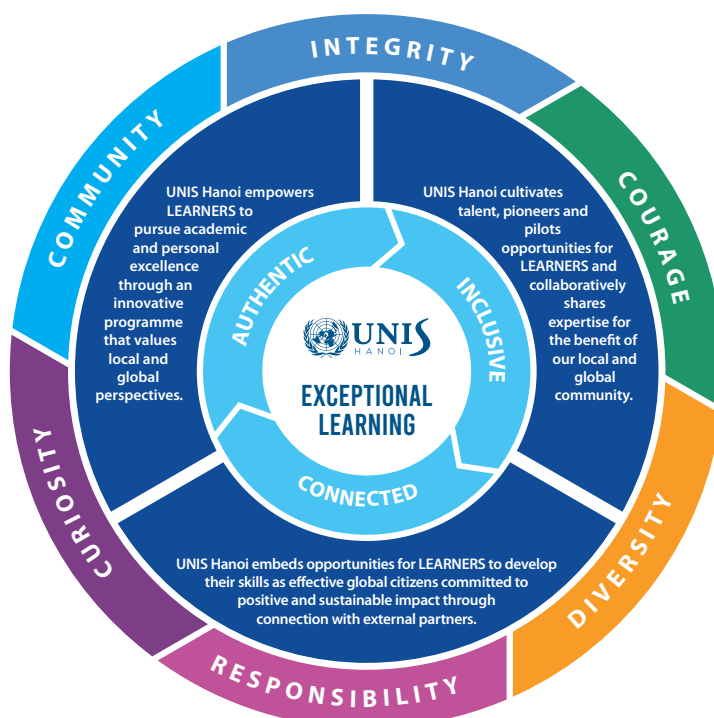 INTEGRITY
COURAGE
DIVERSITY
RESPONSIBILITY
CURIOSITY
COMMUNITY
UNIS Hanoi empowers
LEARNERS to
pursue academic
and personal
excellence
through an
innovative
programme
that values
local and
global
perspectives.
UNIS Hanoi cultivates
talent, pioneers and
pilots
opportunities for
LEARNERS and
collaboratively
shares
expertise for
the benefit of
our local and
global
community.
UNIS Hanoi embeds opportunities for LEARNERS to develop
their skills as effective global citizens committed to
positive and sustainable impact through
connection with external partners.
AUTHENTIC
INCLUSIVE
CONNECTED
UNIS
HANOI
EXCEPTIONAL
LEARNING